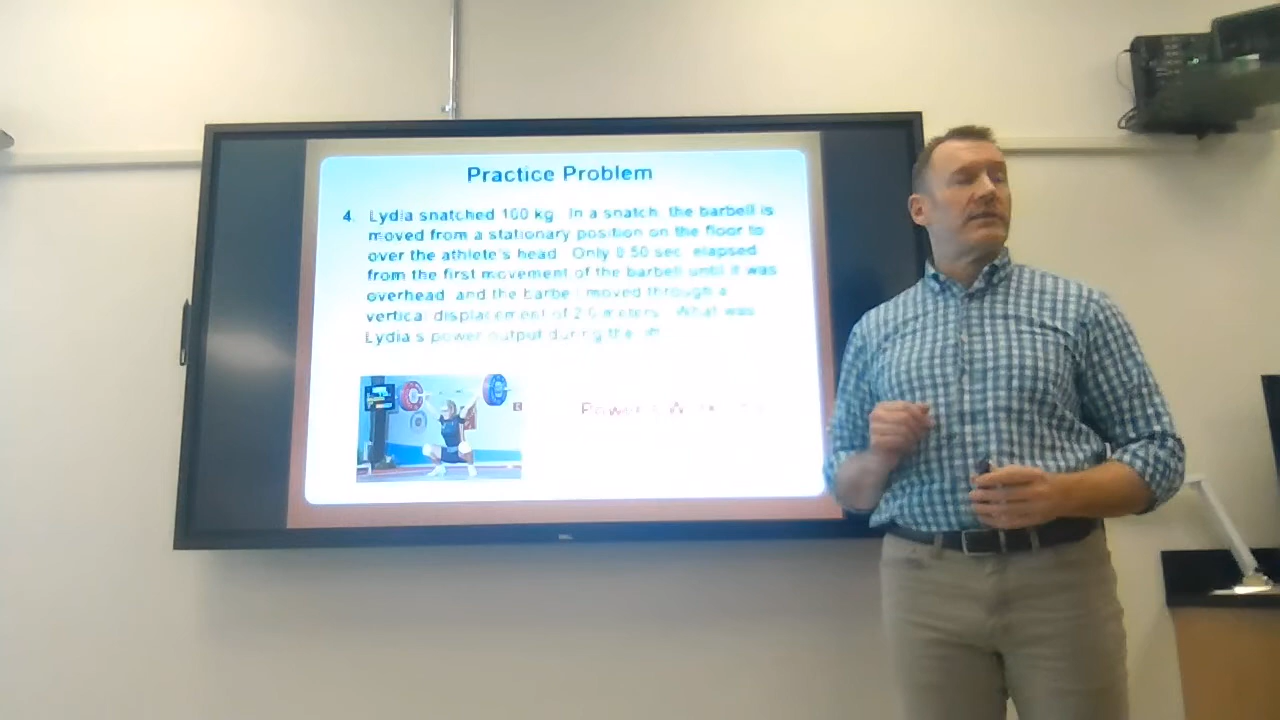 Practice Problem
4. Lydia snatched 100 kg. In a snatch, the barbell is
moved from a stationary position on the floor to
over the athlete's head. Only 0.50 sec elapsed
from the first movement of the barbell until it was
overhead and the barbell moved through a
vertical displacement of 2.0 meters. What was
Lydia's power output during the
Power
DELL